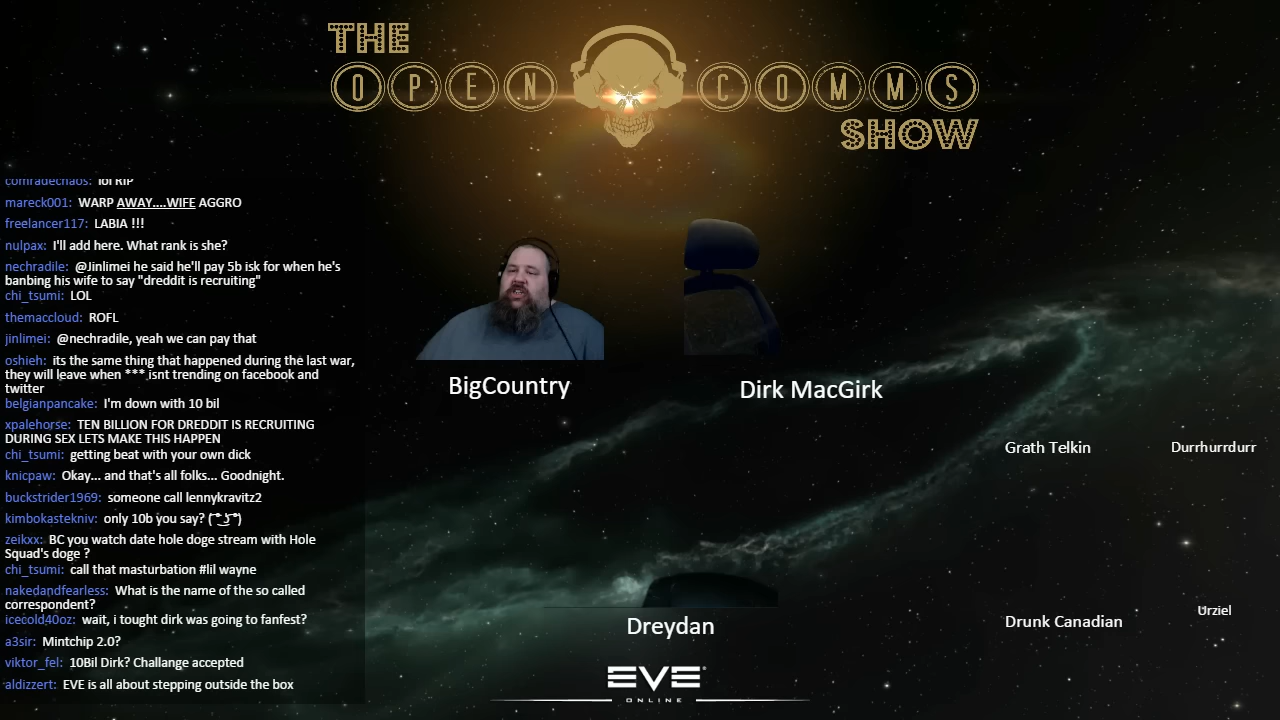 THE
OPEN COMMS
SHOW
comradechaos: lol RIP
mareck001: WARP AWAY....WIFE AGGRO
freelancer117: LABIA !!!
nulpax: I'll add here. What rank is she?
nechradile: @Jinlimei he said he'll pay 5b isk for when he's
banbing his wife to say "dreddit is recruiting"
chi_tsumi: LOL
themaccloud: ROFL
jinlimei: @nechradile, yeah we can pay that
oshieh: its the same thing that happened during the last war,
they will leave when *** isnt trending on facebook and
twitter
belgianpancake: I'm down with 10 bil
xpalehorse: TEN BILLION FOR DREDDIT IS RECRUITING
DURING SEX LETS MAKE THIS HAPPEN
chi_tsumi: getting beat with your own dick
knicpaw: Okay... and that's all folks... Goodnight.
buckstrider1969: someone call lennykravitz2
kimbokastekniv: only 10b you say? ( ͡° ͜ʖ ͡°)
zeikxx: BC you watch date hole doge stream with Hole
Squad's doge ?
chi_tsumi: call that masturbation #lil wayne
nakedandfearless: What is the name of the so called
correspondent?
icecold40oz: wait, i tought dirk was going to fanfest?
a3sir: Mintchip 2.0?
viktor_fel: 10Bil Dirk? Challange accepted
aldizzert: EVE is all about stepping outside the box
BigCountry
Dirk MacGirk
Grath Telkin
Durrhurrdurr
Dreydan
Drunk Canadian
Urziel
EVE
ONLINE